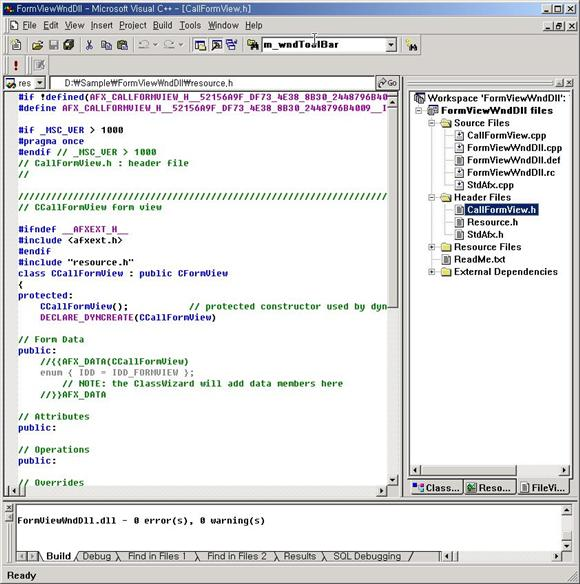 FormViewWndDll - Microsoft Visual C++ - [CallFormView.h]
File Edit View Insert Project Build Tools Window Help
m_wndToolBar
res
D:₩Sample₩FormViewWndDll₩resource.h
Go
#if !defined(AFX_CALLFORMVIEW_H__52156A9F_DF73_4E38_8B30_2448796B40
#define AFX_CALLFORMVIEW_H__52156A9F_DF73_4E38_8B30_2448796B4009__I
#if _MSC_VER > 1000
#pragma once
#endif // _MSC_VER > 1000
// CallFormView.h : header file
//
/////////////////////////////////////////////////////////////////////
// CCallFormView form view
#ifndef __AFXEXT_H__
#include <afxext.h>
#endif
#include "resource.h"
class CCallFormView : public CFormView
{
protected:
CCallFormView(); // protected constructor used by dyn
DECLARE_DYNCREATE(CCallFormView)
// Form Data
public:
//{{AFX_DATA(CCallFormView)
enum { IDD = IDD_FORMVIEW };
// NOTE: the ClassWizard will add data members here
//}}AFX_DATA
// Attributes
public:
// Operations
public:
// Overrides
Workspace 'FormViewWndDll':
FormViewWndDll files
Source Files
CallFormView.cpp
FormViewWndDll.cpp
FormViewWndDll.def
FormViewWndDll.rc
StdAfx.cpp
Header Files
CallFormView.h
Resource.h
StdAfx.h
Resource Files
ReadMe.txt
External Dependencies
Class... Reso... FileVi...
FormViewWndDll.dll - 0 error(s), 0 warning(s)
Build Debug Find in Files 1 Find in Files 2 Results SQL Debugging
Ready